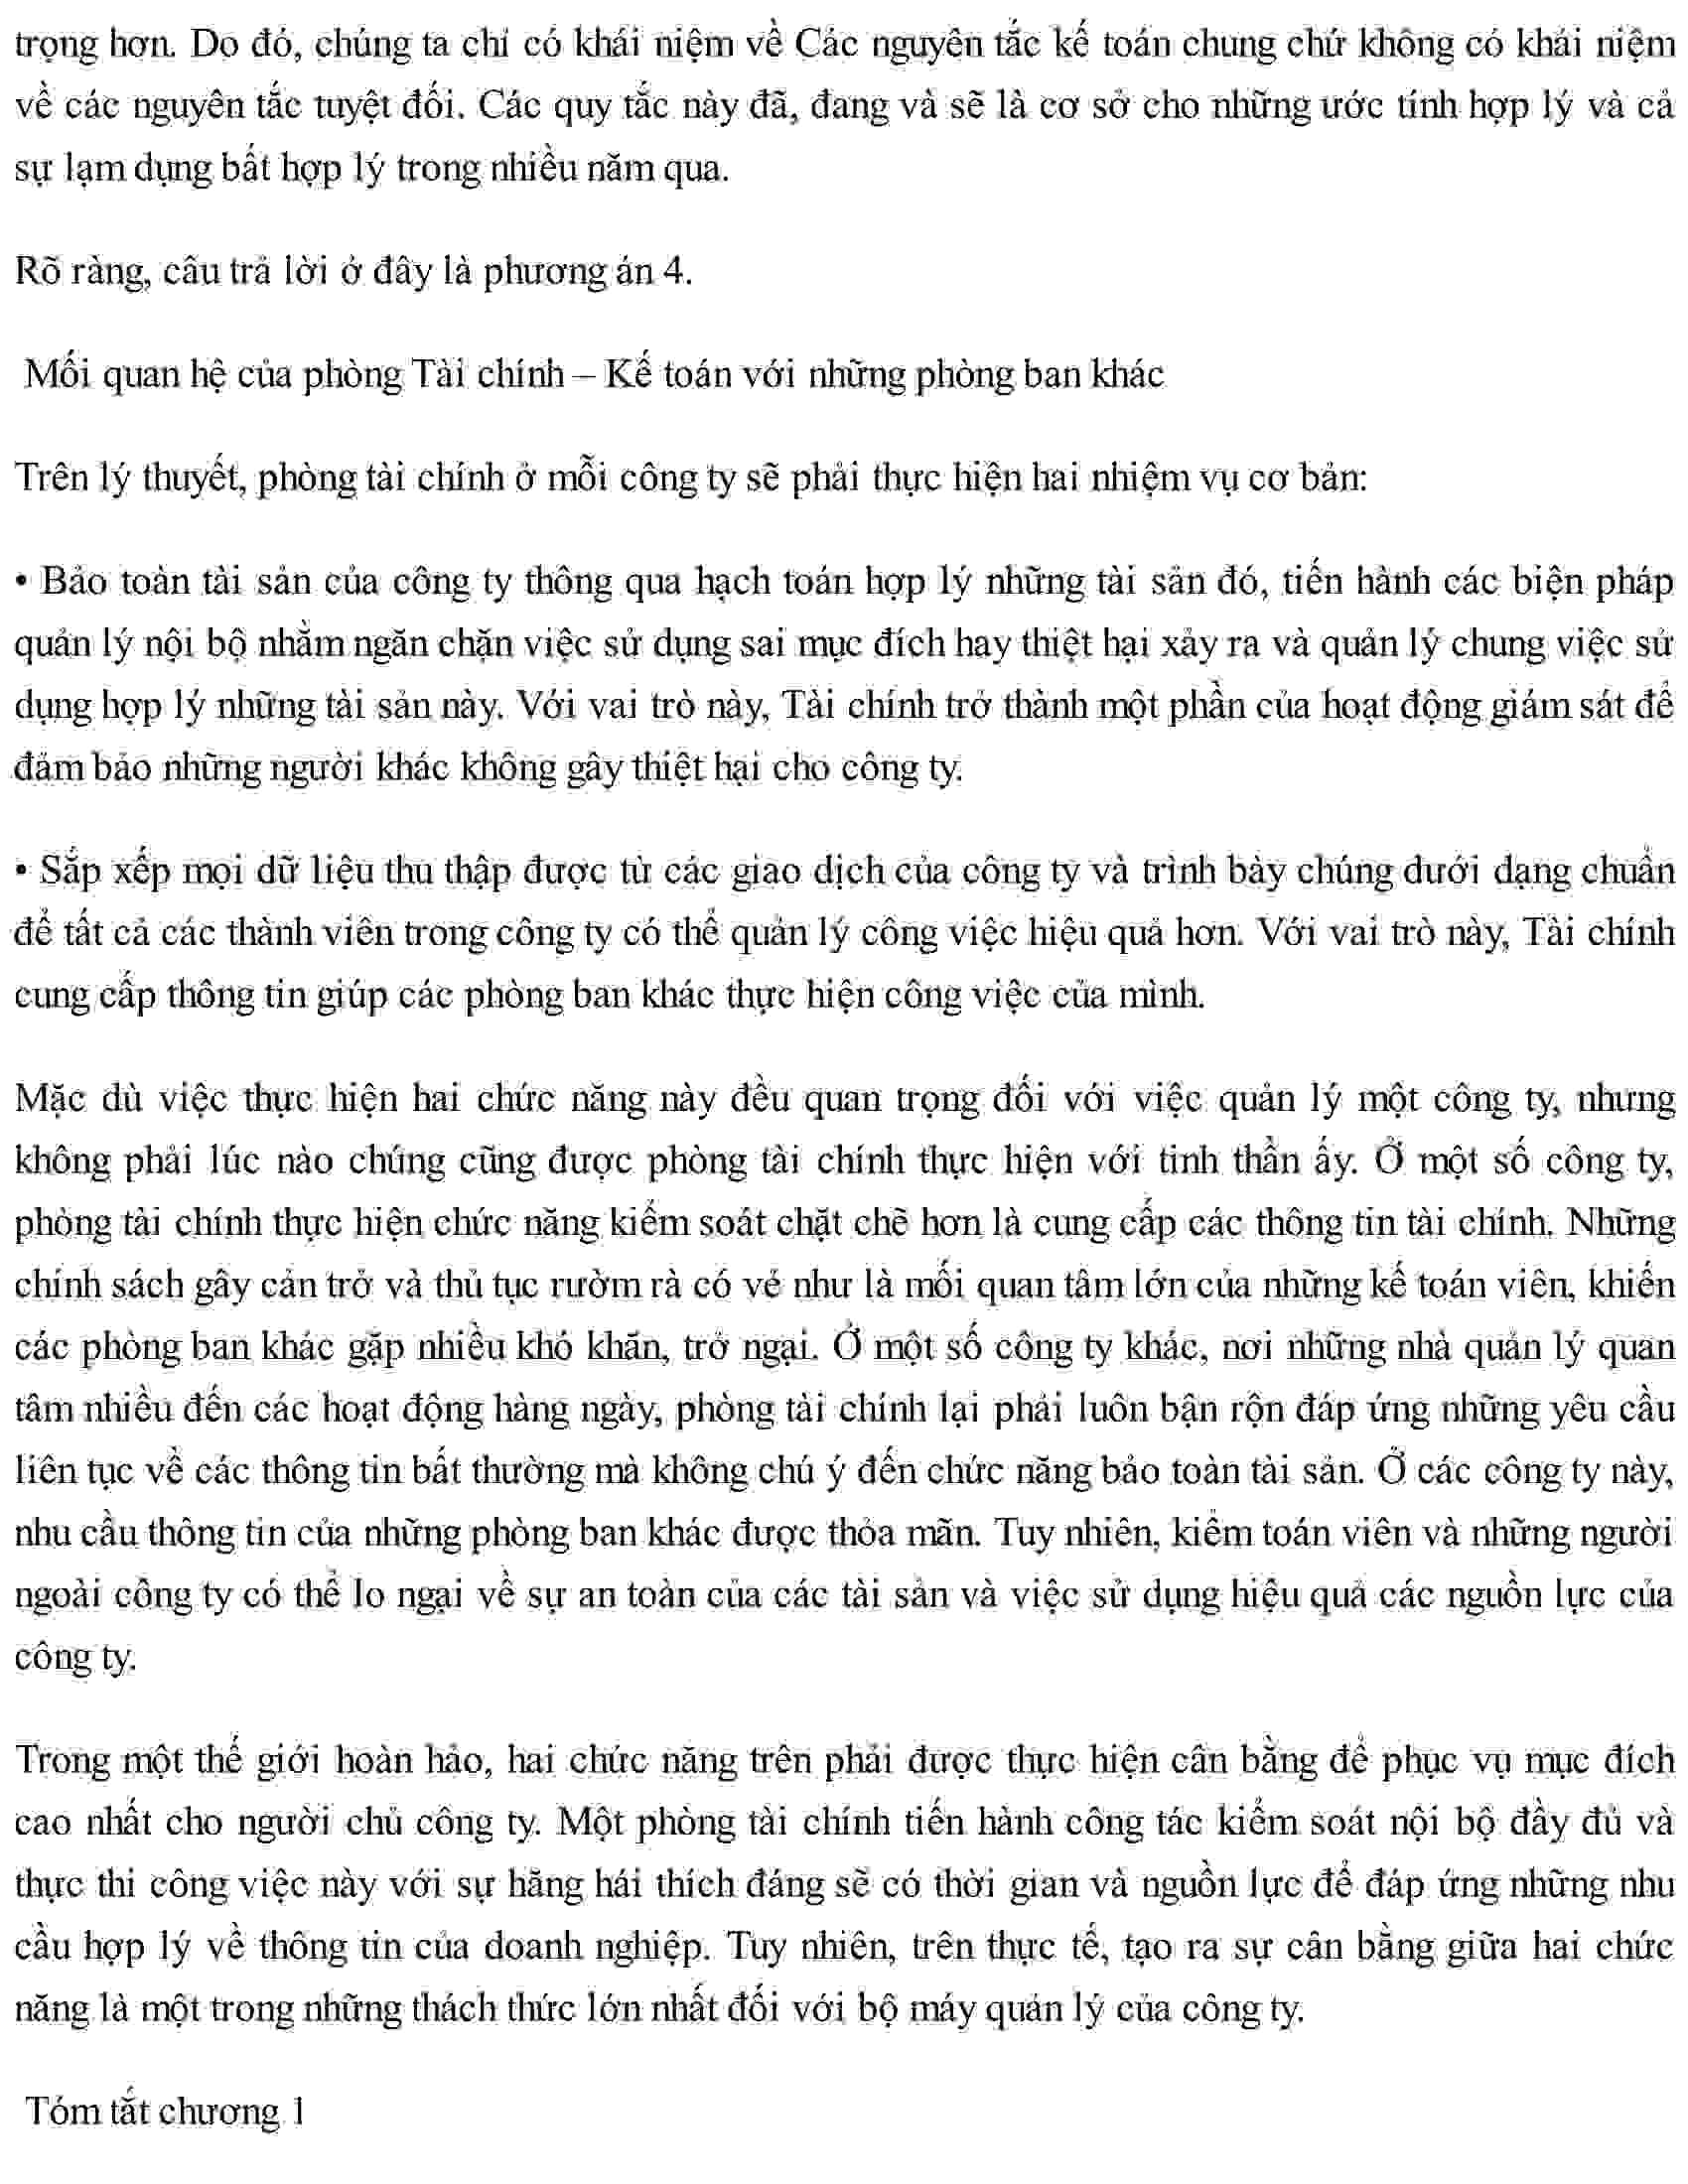 trọng hơn. Do đó, chúng ta chỉ có khái niệm về Các nguyên tắc kế toán chung chứ không có khái niệm
về các nguyên tắc tuyệt đối. Các quy tắc này đã, đang và sẽ là cơ sở cho những ước tính hợp lý và cả
sự lạm dụng bất hợp lý trong nhiều năm qua.
Rõ ràng, câu trả lời ở đây là phương án 4.
Mối quan hệ của phòng Tài chính – Kế toán với những phòng ban khác
Trên lý thuyết, phòng tài chính ở mỗi công ty sẽ phải thực hiện hai nhiệm vụ cơ bản:
• Bảo toàn tài sản của công ty thông qua hạch toán hợp lý những tài sản đó, tiến hành các biện pháp
quản lý nội bộ nhằm ngăn chặn việc sử dụng sai mục đích hay thiệt hại xảy ra và quản lý chung việc sử
dụng hợp lý những tài sản này. Với vai trò này, Tài chính trở thành một phần của hoạt động giám sát để
đảm bảo những người khác không gây thiệt hại cho công ty.
• Sắp xếp mọi dữ liệu thu thập được từ các giao dịch của công ty và trình bày chúng dưới dạng chuẩn
để tất cả các thành viên trong công ty có thể quản lý công việc hiệu quả hơn. Với vai trò này, Tài chính
cung cấp thông tin giúp các phòng ban khác thực hiện công việc của mình.
Mặc dù việc thực hiện hai chức năng này đều quan trọng đối với việc quản lý một công ty, nhưng
không phải lúc nào chúng cũng được phòng tài chính thực hiện với tinh thần ấy. Ở một số công ty,
phòng tài chính thực hiện chức năng kiểm soát chặt chẽ hơn là cung cấp các thông tin tài chính. Những
chính sách gây cản trở và thủ tục rườm rà có vẻ như là mối quan tâm lớn của những kế toán viên, khiến
các phòng ban khác gặp nhiều khó khăn, trở ngại. Ở một số công ty khác, nơi những nhà quản lý quan
tâm nhiều đến các hoạt động hàng ngày, phòng tài chính lại phải luôn bận rộn đáp ứng những yêu cầu
liên tục về các thông tin bất thường mà không chú ý đến chức năng bảo toàn tài sản. Ở các công ty này,
nhu cầu thông tin của những phòng ban khác được thỏa mãn. Tuy nhiên, kiểm toán viên và những người
ngoài công ty có thể lo ngại về sự an toàn của các tài sản và việc sử dụng hiệu quả các nguồn lực của
công ty.
Trong một thế giới hoàn hảo, hai chức năng trên phải được thực hiện cân bằng để phục vụ mục đích
cao nhất cho người chủ công ty. Một phòng tài chính tiến hành công tác kiểm soát nội bộ đầy đủ và
thực thi công việc này với sự hăng hái thích đáng sẽ có thời gian và nguồn lực để đáp ứng những nhu
cầu hợp lý về thông tin của doanh nghiệp. Tuy nhiên, trên thực tế, tạo ra sự cân bằng giữa hai chức
năng là một trong những thách thức lớn nhất đối với bộ máy quản lý của công ty.
Tóm tắt chương 1